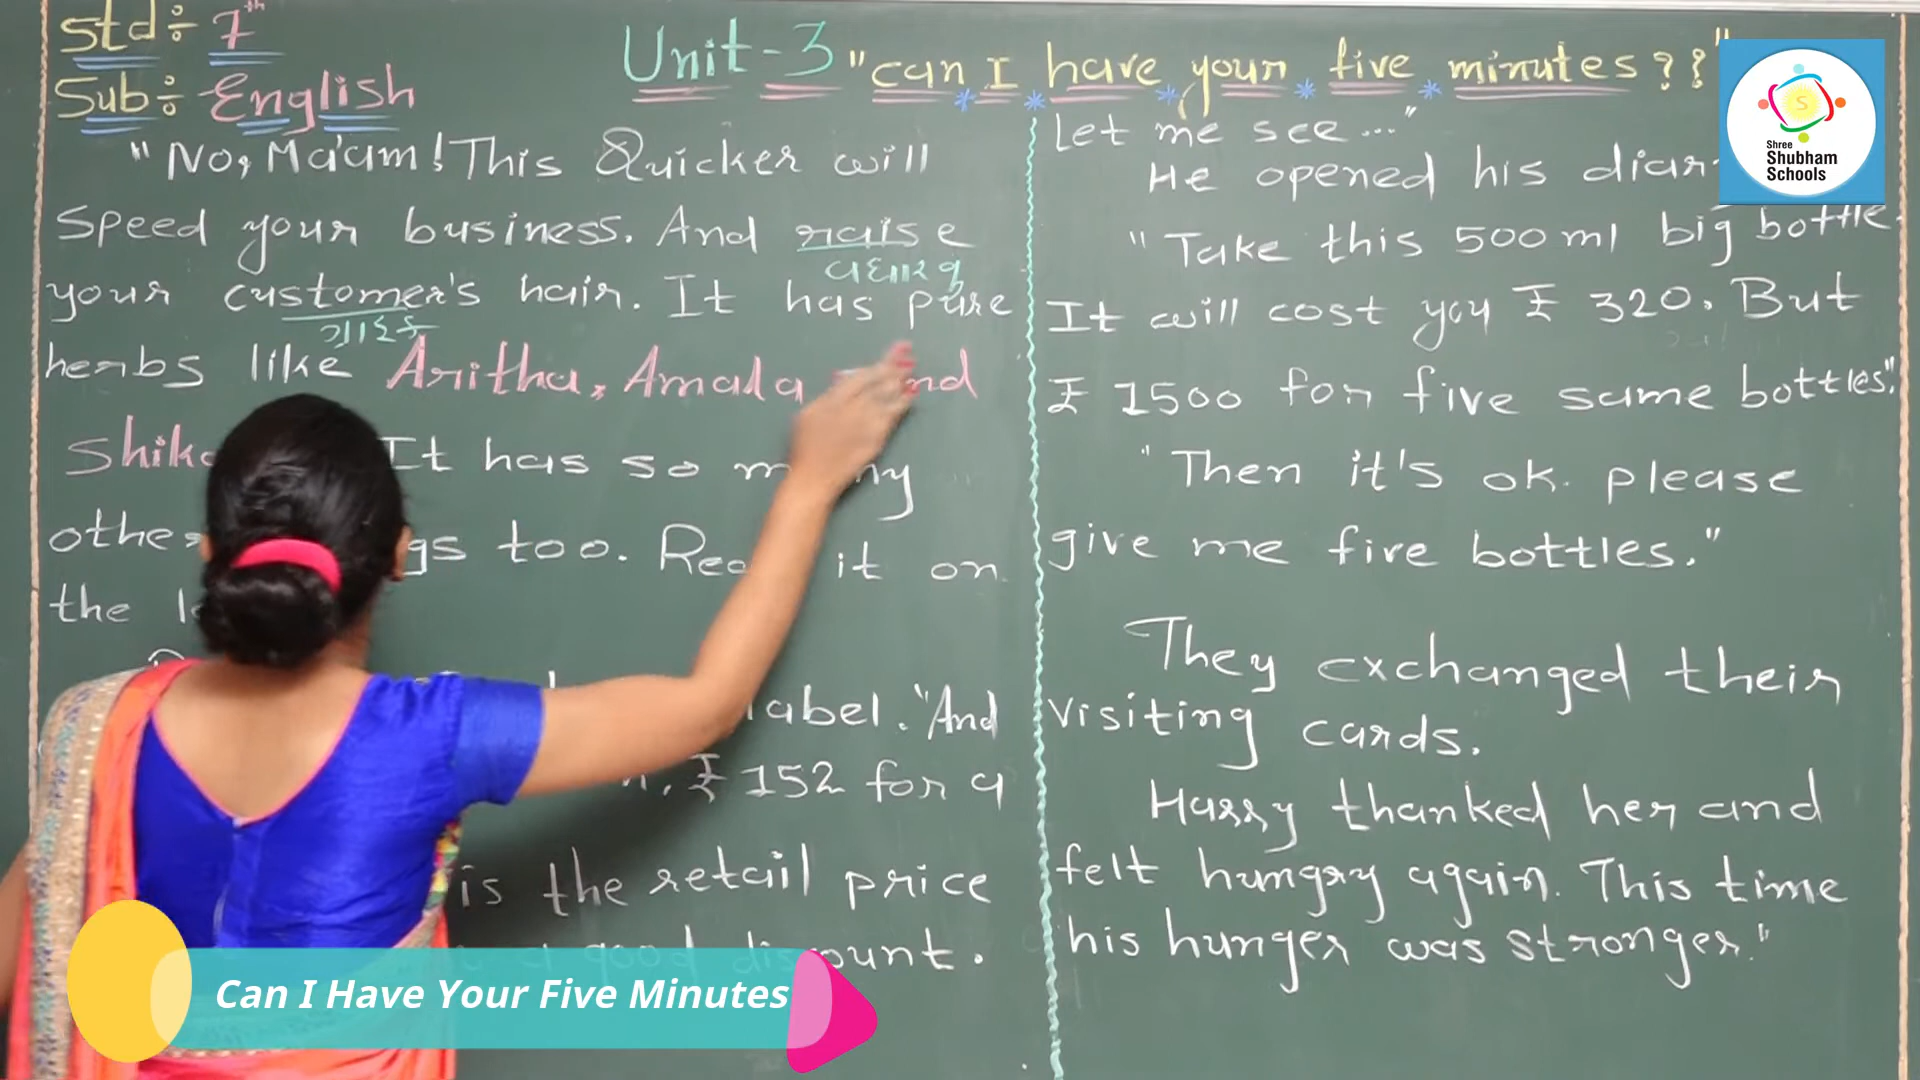 Std÷ 7th
Sub÷ English
Unit-3 "can I have your five minutes??"
"No, Ma'am! This Quicker will
Speed your business. And raise
વધારવું
your customer's hair. It has pure
ગ્રાહક
herbs like Aritha, Amala and
It has so many
too. it on
the
label. "And
₹ 152 for a
is the retail price
good discount.
Let me see..."
He opened his
"Take this 500ml big bottle
It will cost you ₹ 320. But
₹ 1500 for five same bottles".
"Then it's ok. please
give me five bottles."
They exchanged their
visiting cards.
Harry thanked her and
felt hungry again. This time
his hunger was stronger."
Shree
Shubham
Schools
S
Can I Have Your Five Minutes